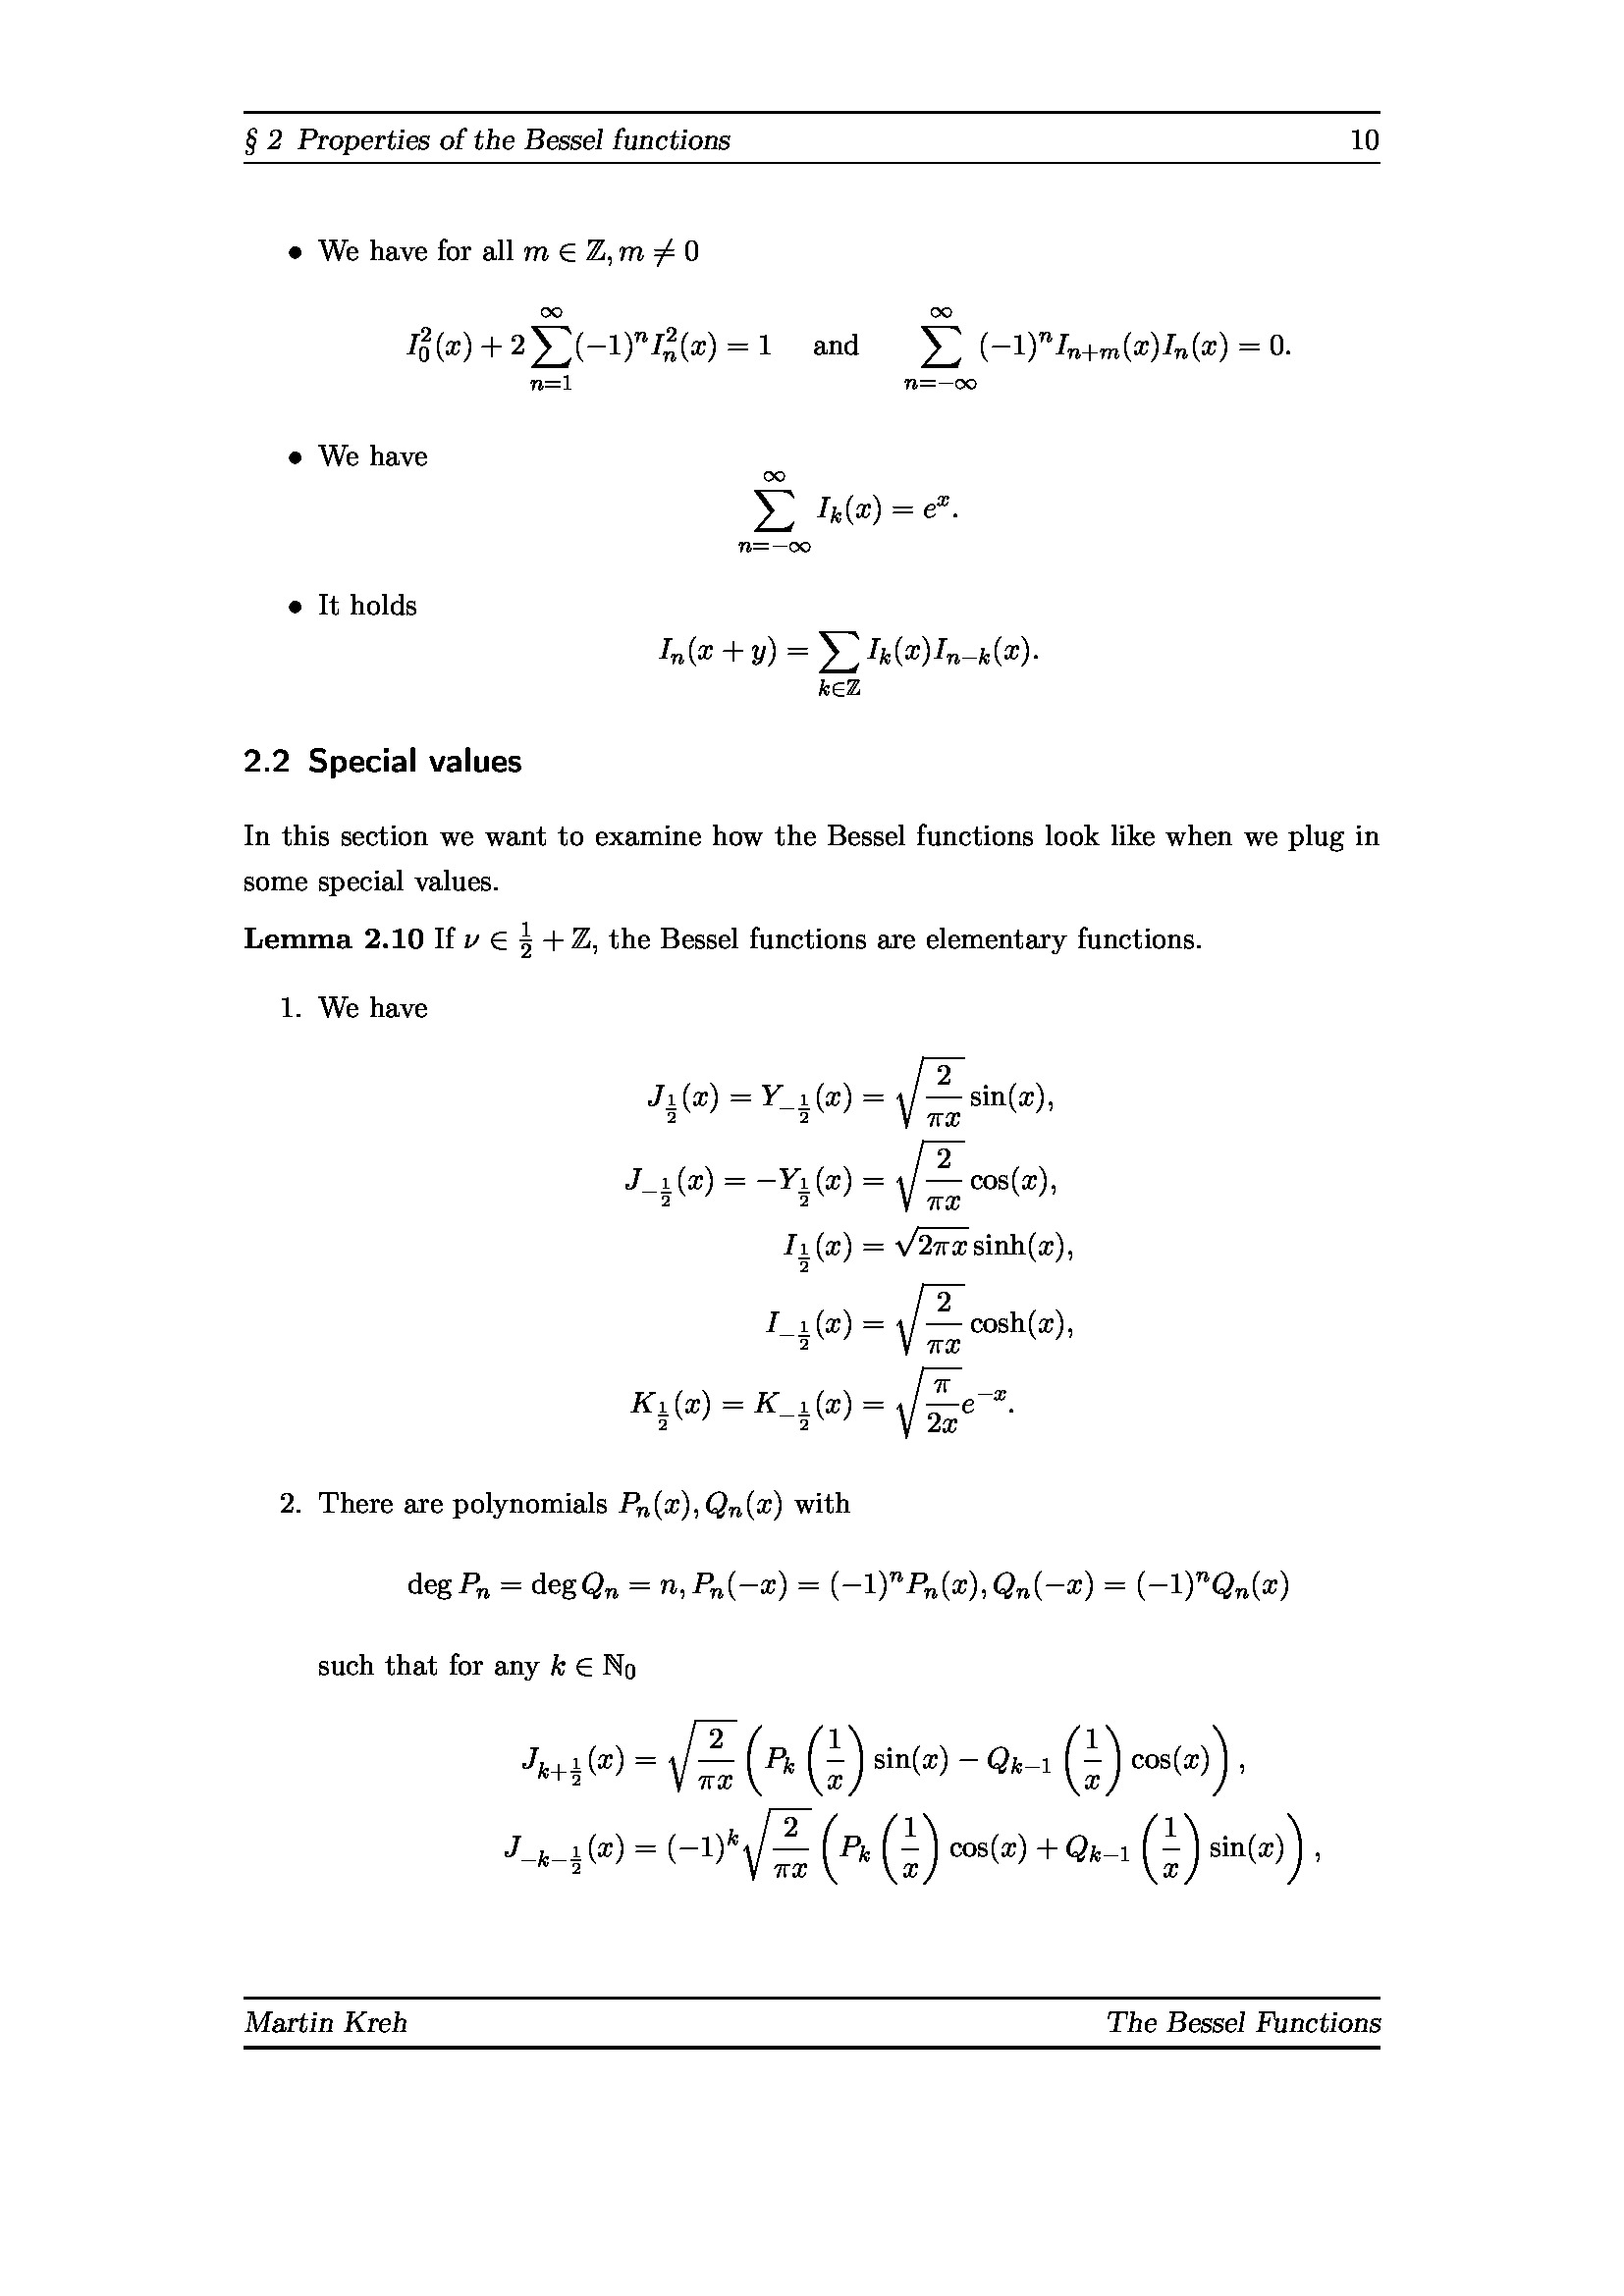 § 2 Properties of the Bessel functions 10
• We have for all $m \in \mathbb{Z}, m \neq 0$
$I_0^2(x) + 2\sum_{n=1}^{\infty}(-1)^n I_n^2(x) = 1$ and $\sum_{n=-\infty}^{\infty}(-1)^n I_{n+m}(x)I_n(x) = 0.$
• We have
$\sum_{n=-\infty}^{\infty} I_k(x) = e^x.$
• It holds
$I_n(x+y) = \sum_{k\in\mathbb{Z}} I_k(x)I_{n-k}(x).$
2.2 Special values
In this section we want to examine how the Bessel functions look like when we plug in
some special values.
Lemma 2.10 If $\nu \in \frac{1}{2} + \mathbb{Z}$, the Bessel functions are elementary functions.
1. We have
$J_{\frac{1}{2}}(x) = Y_{-\frac{1}{2}}(x) = \sqrt{\frac{2}{\pi x}}\sin(x),$
$J_{-\frac{1}{2}}(x) = -Y_{\frac{1}{2}}(x) = \sqrt{\frac{2}{\pi x}}\cos(x),$
$I_{\frac{1}{2}}(x) = \sqrt{2\pi x}\sinh(x),$
$I_{-\frac{1}{2}}(x) = \sqrt{\frac{2}{\pi x}}\cosh(x),$
$K_{\frac{1}{2}}(x) = K_{-\frac{1}{2}}(x) = \sqrt{\frac{\pi}{2x}}e^{-x}.$
2. There are polynomials $P_n(x), Q_n(x)$ with
$\deg P_n = \deg Q_n = n, P_n(-x) = (-1)^n P_n(x), Q_n(-x) = (-1)^n Q_n(x)$
such that for any $k \in \mathbb{N}_0$
$J_{k+\frac{1}{2}}(x) = \sqrt{\frac{2}{\pi x}}\left(P_k\left(\frac{1}{x}\right)\sin(x) - Q_{k-1}\left(\frac{1}{x}\right)\cos(x)\right),$
$J_{-k-\frac{1}{2}}(x) = (-1)^k\sqrt{\frac{2}{\pi x}}\left(P_k\left(\frac{1}{x}\right)\cos(x) + Q_{k-1}\left(\frac{1}{x}\right)\sin(x)\right),$
Martin Kreh The Bessel Functions